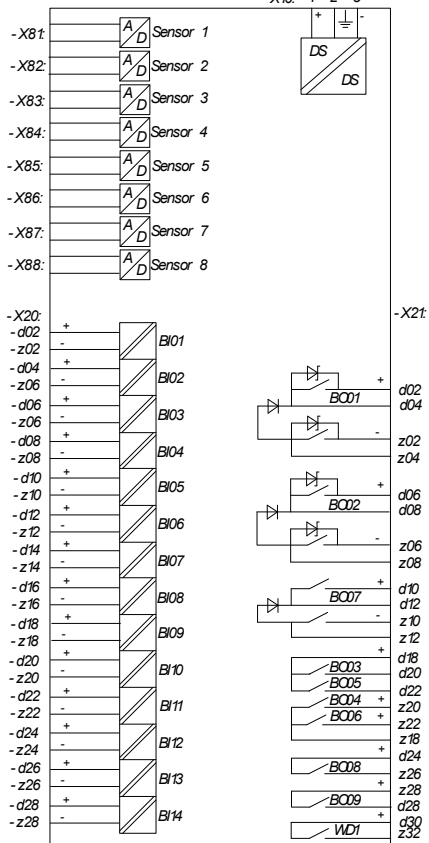 -X81: A/D Sensor 1
-X82: A/D Sensor 2
-X83: A/D Sensor 3
-X84: A/D Sensor 4
-X85: A/D Sensor 5
-X86: A/D Sensor 6
-X87: A/D Sensor 7
-X88: A/D Sensor 8
+ -
DS
DS
-X20:
-d02 + BI01
-z02 -
-d04 + BI02
-z06 -
-d06 + BI03
-z06 -
-d08 + BI04
-z08 -
-d10 + BI05
-z10 -
-d12 + BI06
-z12 -
-d14 + BI07
-z14 -
-d16 + BI08
-z16 -
-d18 + BI09
-z18 -
-d20 + BI10
-z20 -
-d22 + BI11
-z22 -
-d24 + BI12
-z24 -
-d26 + BI13
-z26 -
-d28 + BI14
-z28 -
-X21:
+ d02
BO01 d04
- z02
z04
+ d06
BO02 d08
- z06
z08
+ d10
BO07 d12
- z10
z12
+ d18
BO03 d20
BO05 d22
BO04 + z20
BO06 + z22
z18
+ d24
BO08 z26
+ z28
BO09 d28
+ d30
WD1 z32